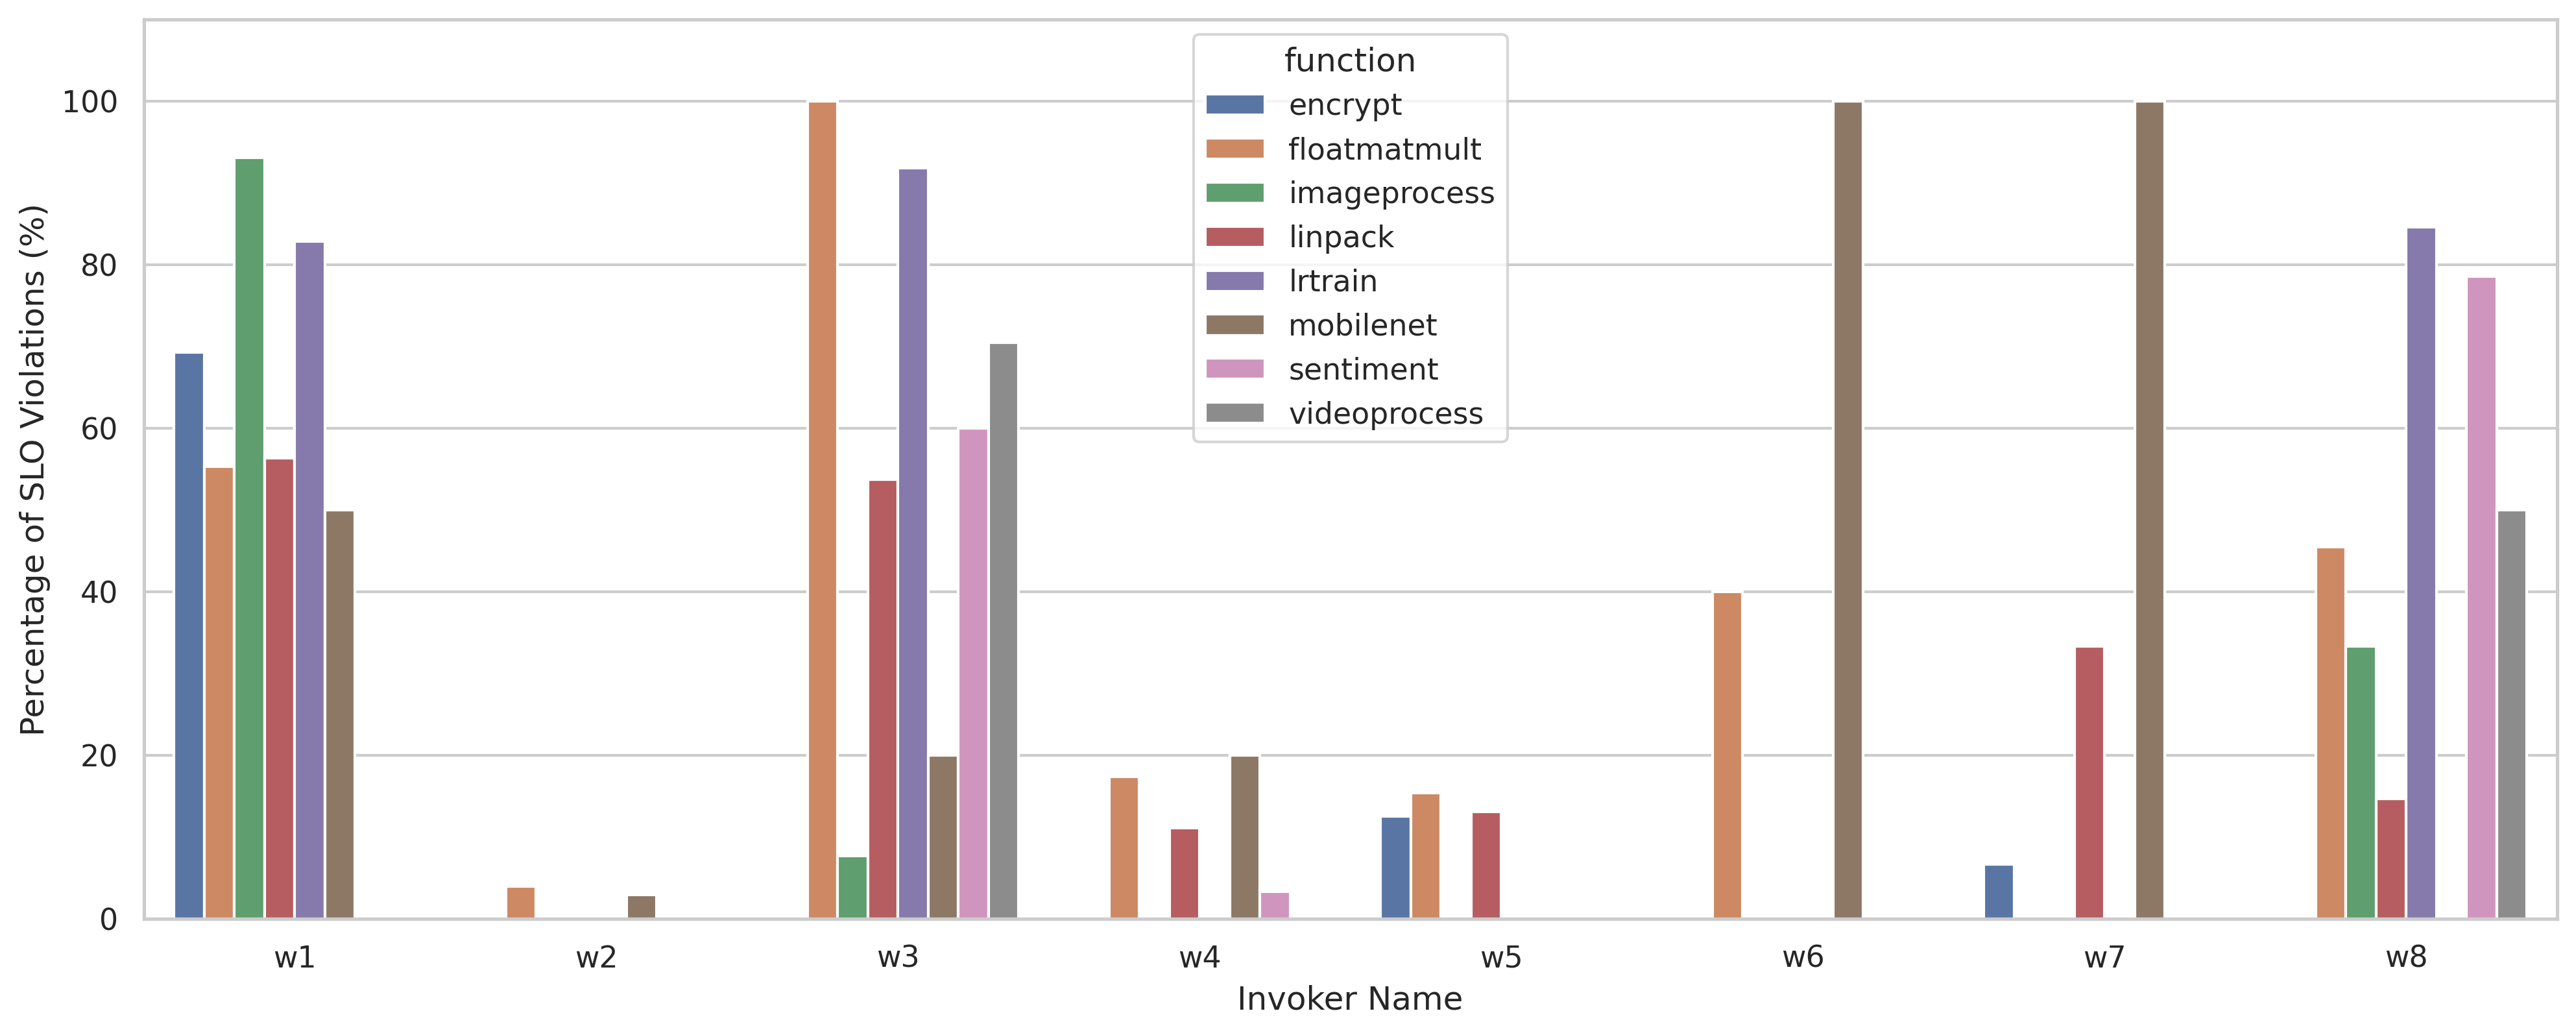 function
encrypt
floatmatmult
imageprocess
linpack
lrtrain
mobilenet
sentiment
videoprocess
Percentage of SLO Violations (%)
100
80
60
40
20
0
w1 w2 w3 w4 w5 w6 w7 w8
Invoker Name